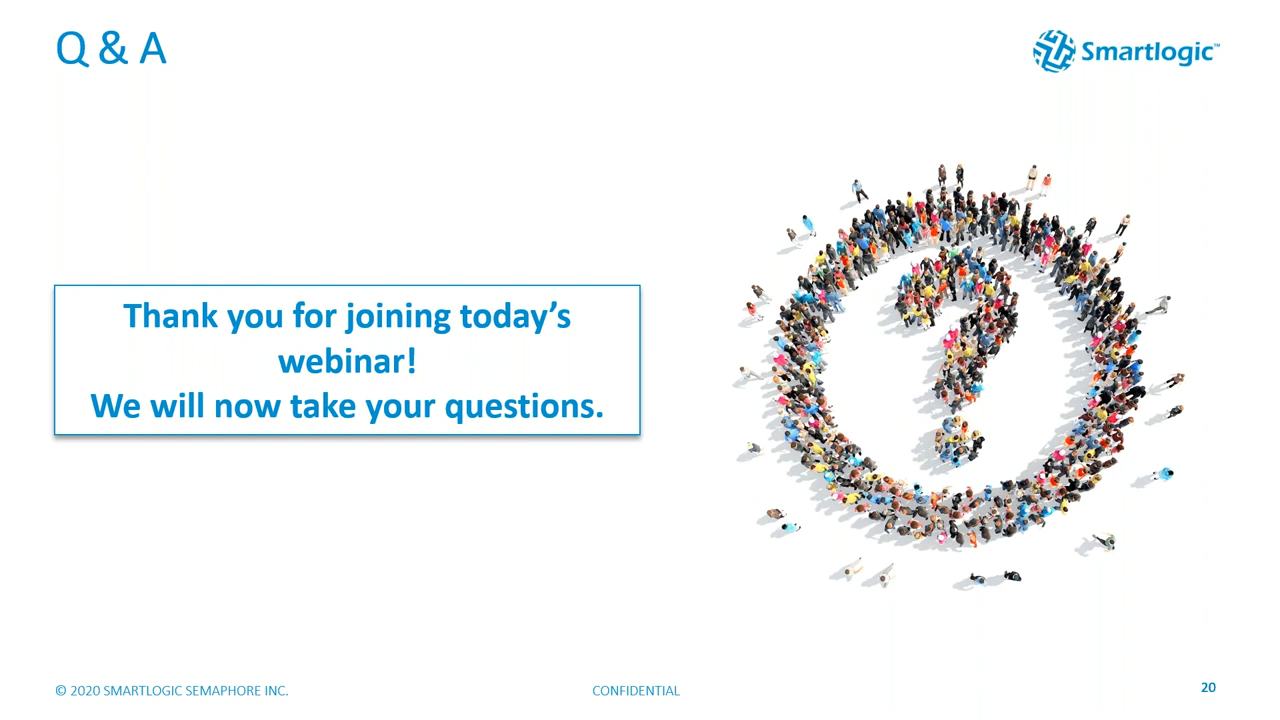 Q & A
Smartlogic™
Thank you for joining today’s
webinar!
We will now take your questions.
© 2020 SMARTLOGIC SEMAPHORE INC.
CONFIDENTIAL
20